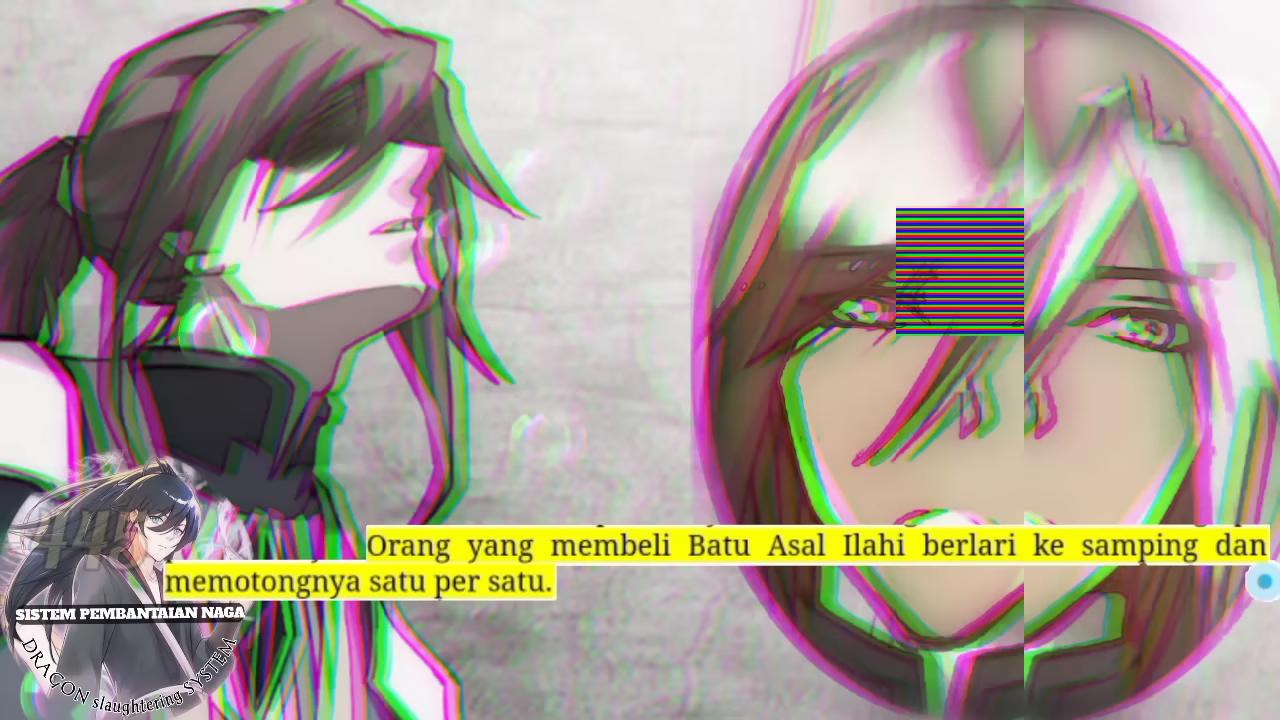 Orang yang membeli Batu Asal Ilahi berlari ke samping dan
memotongnya satu per satu.
SISTEM PEMBANTAIAN NAGA
DRAGON slaughtering SYSTEM